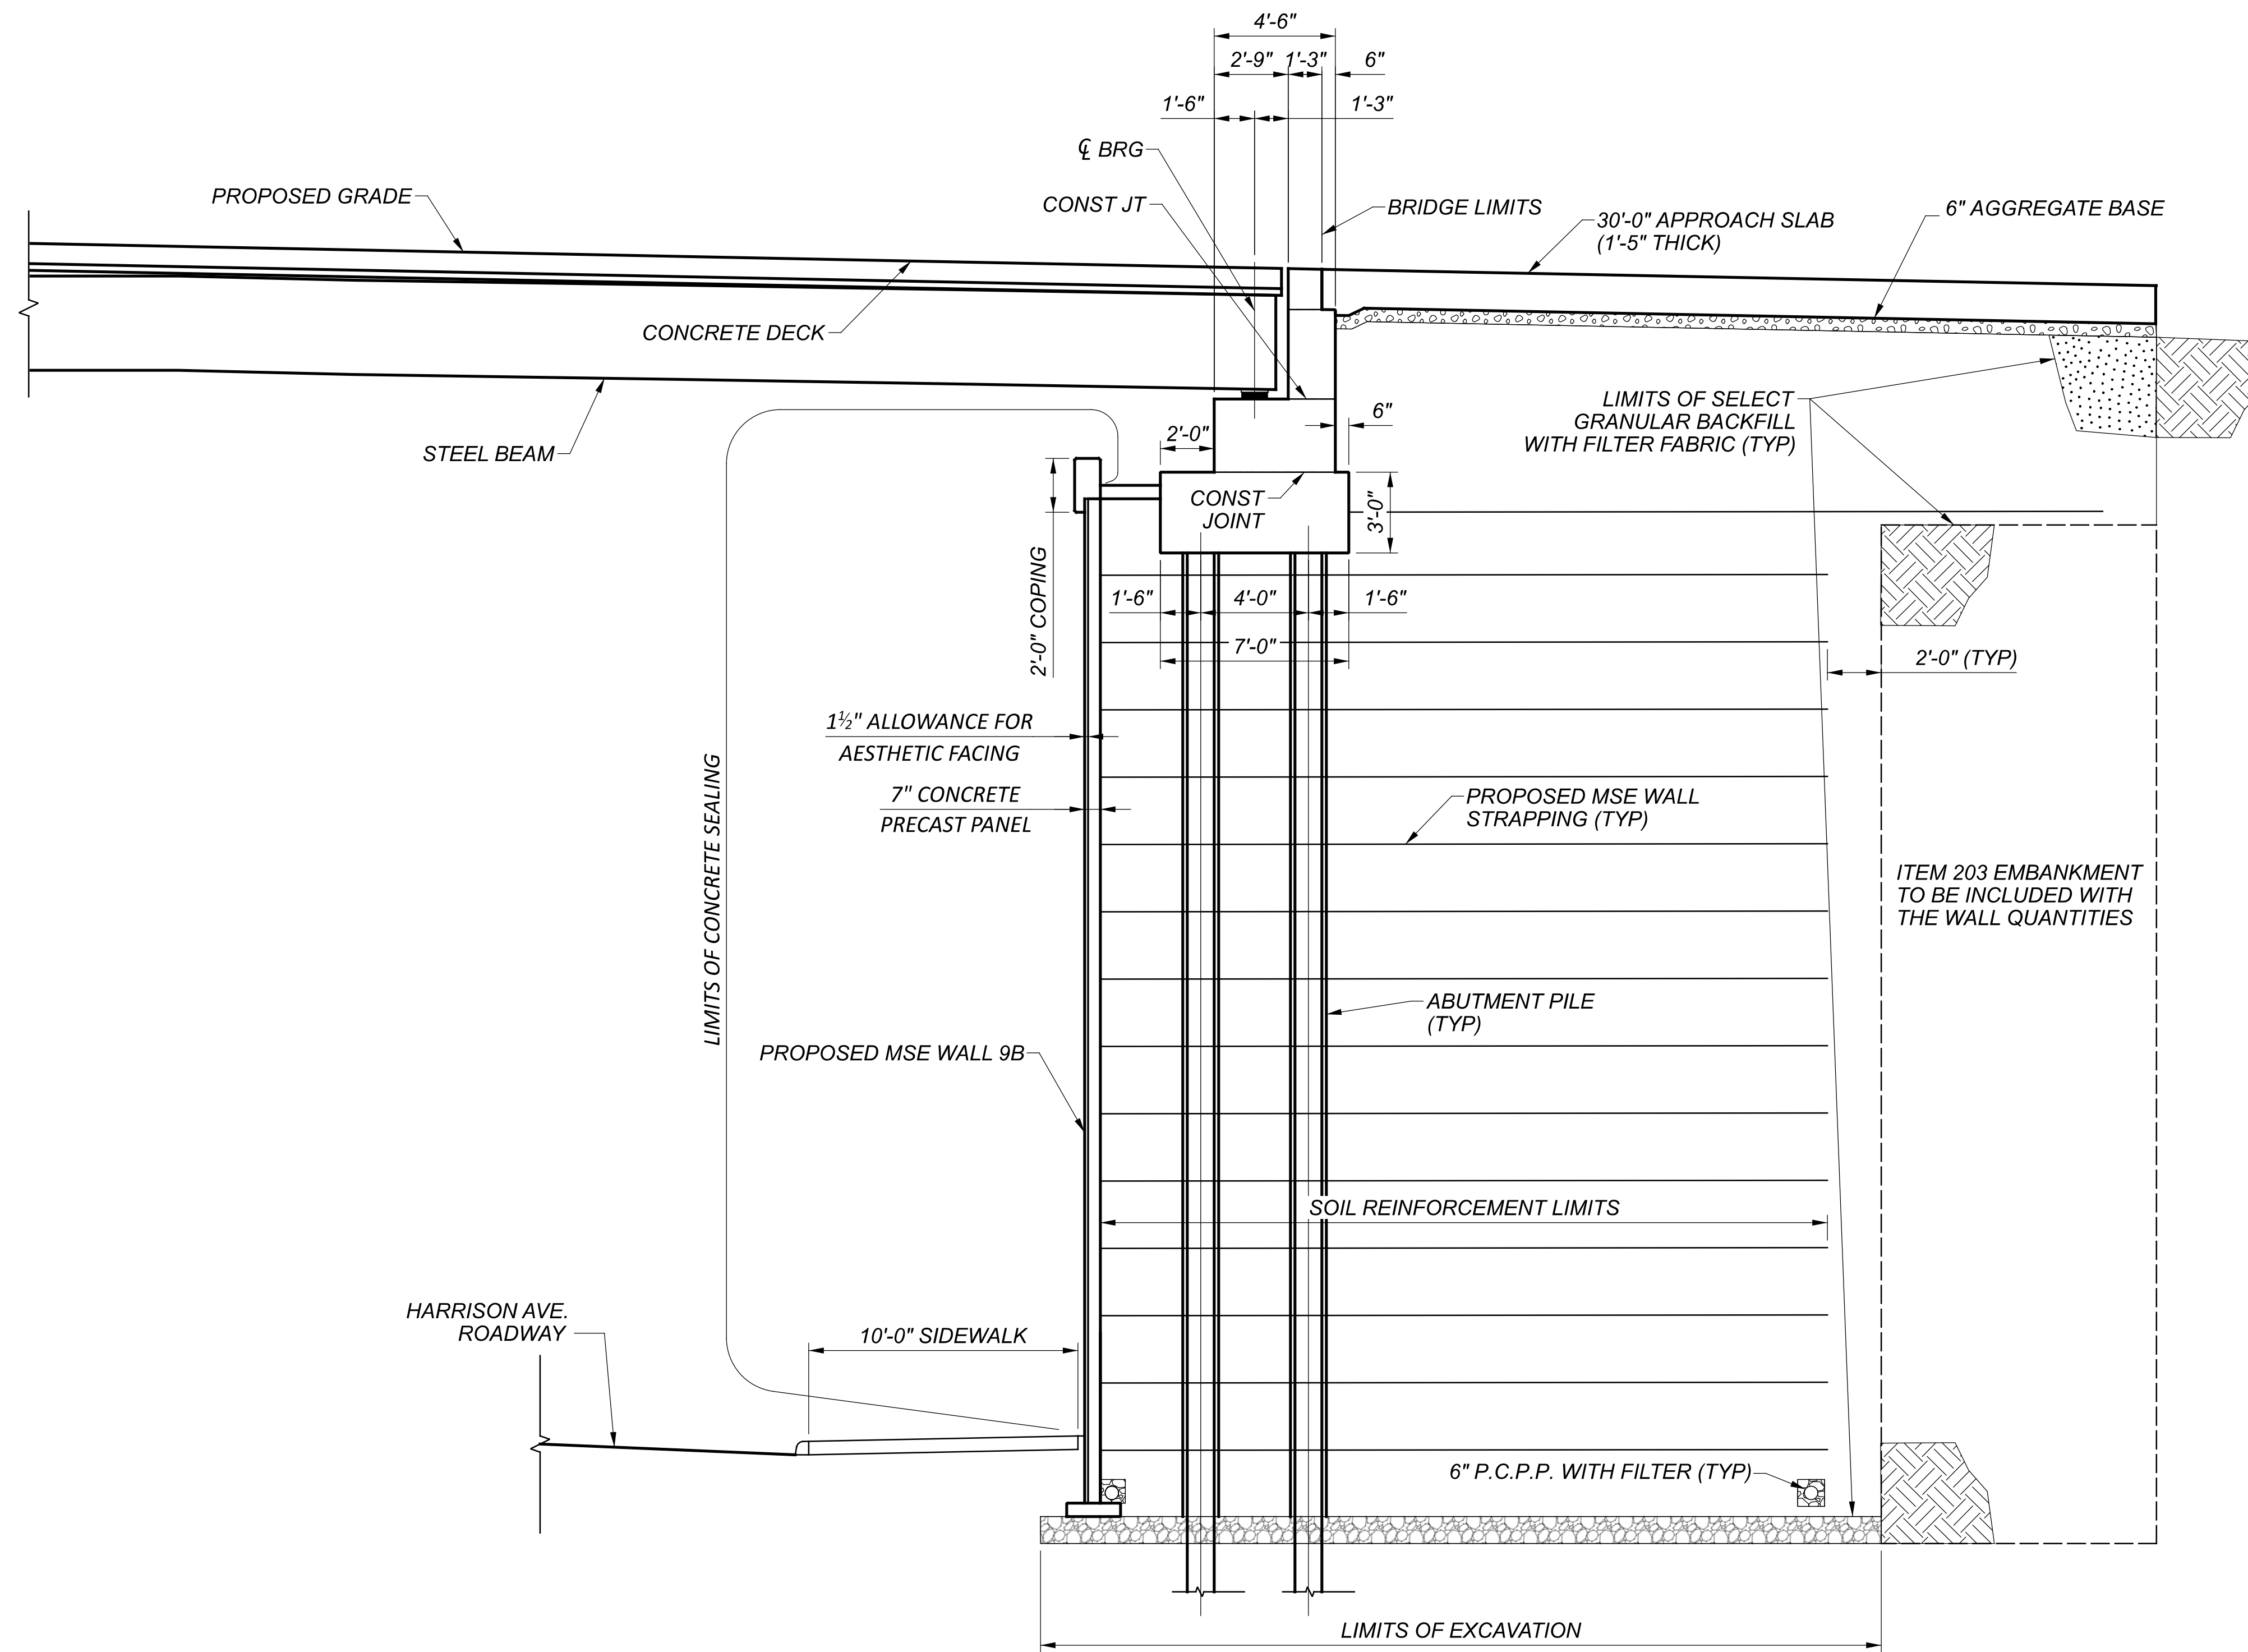 4'-6"
2'-9" 1'-3" 6"
1'-6" 1'-3"
℄ BRG
PROPOSED GRADE
CONST JT
BRIDGE LIMITS
30'-0" APPROACH SLAB
(1'-5" THICK)
6" AGGREGATE BASE
CONCRETE DECK
STEEL BEAM
LIMITS OF SELECT
GRANULAR BACKFILL
WITH FILTER FABRIC (TYP)
6"
2'-0"
CONST
JOINT
3'-0"
2'-0" COPING
1'-6" 4'-0" 1'-6"
7'-0"
2'-0" (TYP)
1½" ALLOWANCE FOR
AESTHETIC FACING
7" CONCRETE
PRECAST PANEL
LIMITS OF CONCRETE SEALING
PROPOSED MSE WALL
STRAPPING (TYP)
ITEM 203 EMBANKMENT
TO BE INCLUDED WITH
THE WALL QUANTITIES
ABUTMENT PILE
(TYP)
PROPOSED MSE WALL 9B
SOIL REINFORCEMENT LIMITS
HARRISON AVE.
ROADWAY
10'-0" SIDEWALK
6" P.C.P.P. WITH FILTER (TYP)
LIMITS OF EXCAVATION